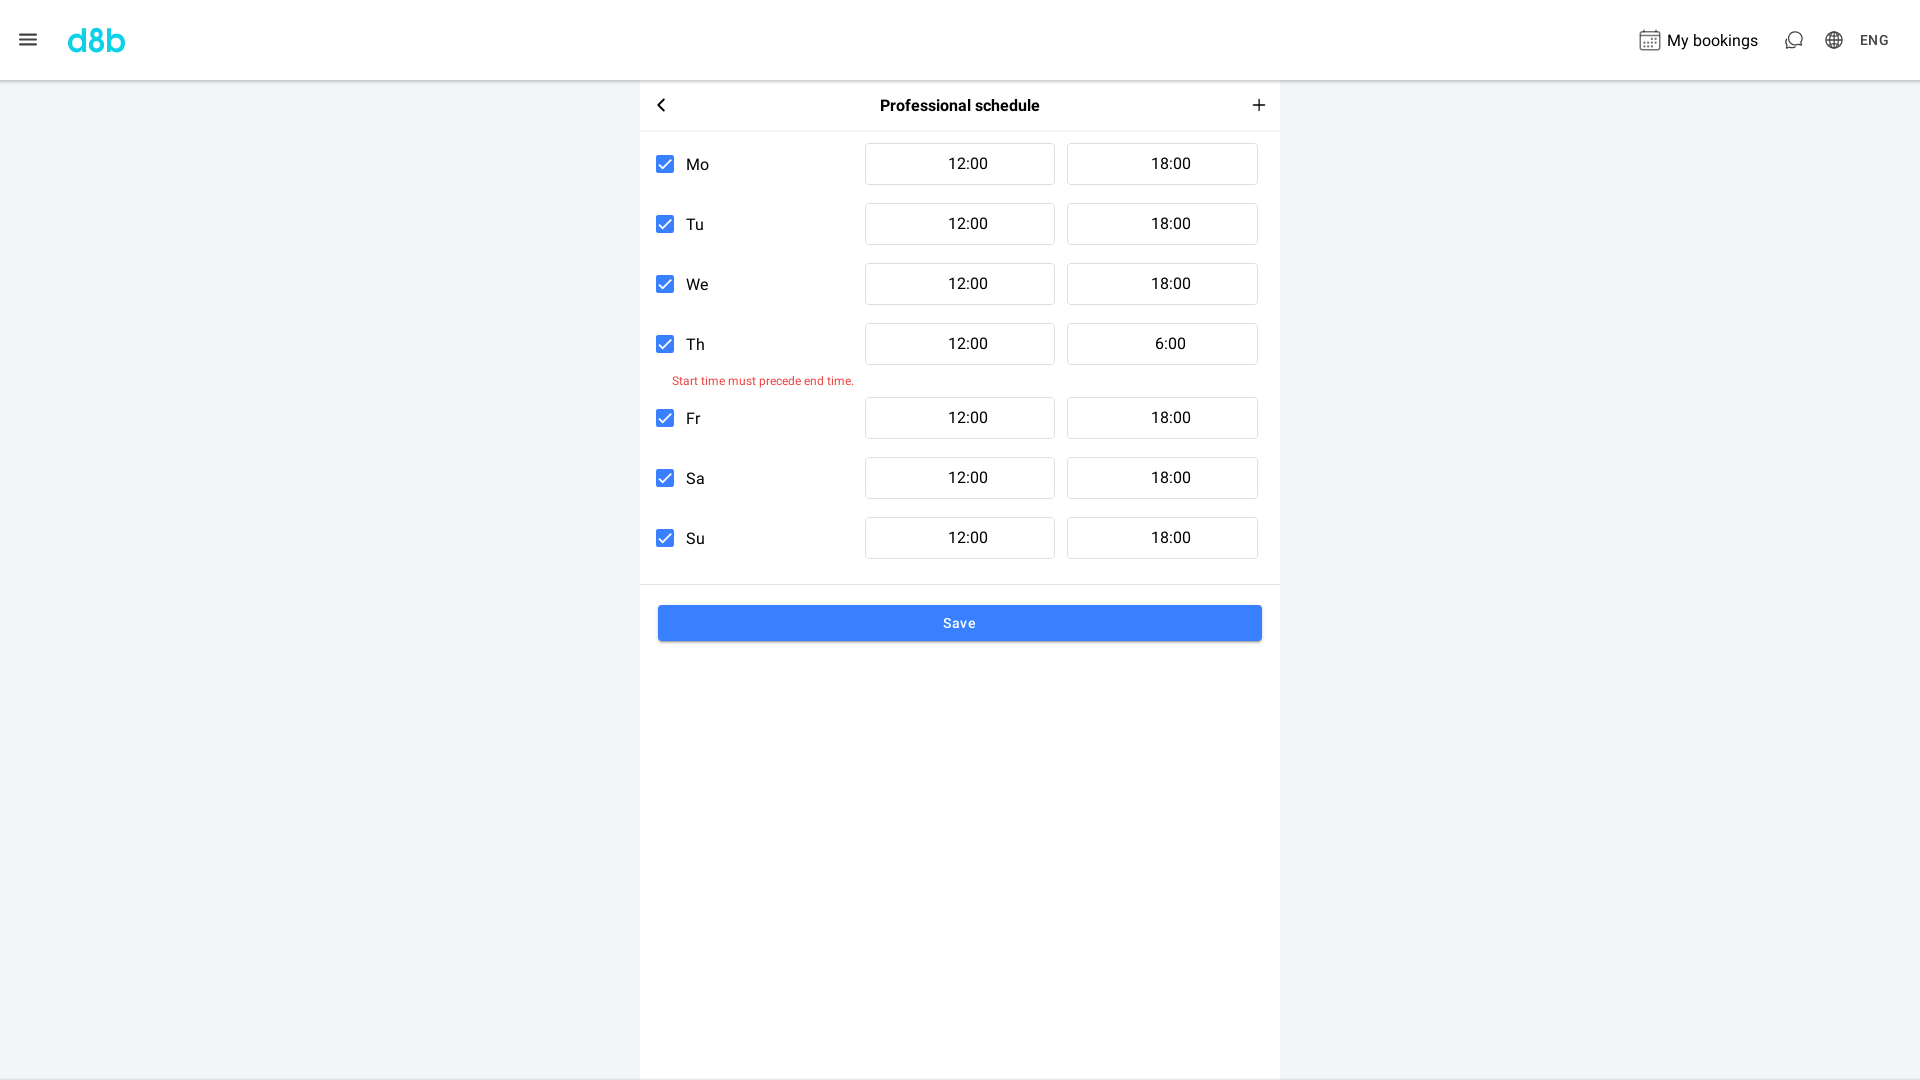 d8b
My bookings
ENG
Professional schedule
Mo 12:00 18:00
Tu 12:00 18:00
We 12:00 18:00
Th 12:00 6:00
Start time must precede end time.
Fr 12:00 18:00
Sa 12:00 18:00
Su 12:00 18:00
Save